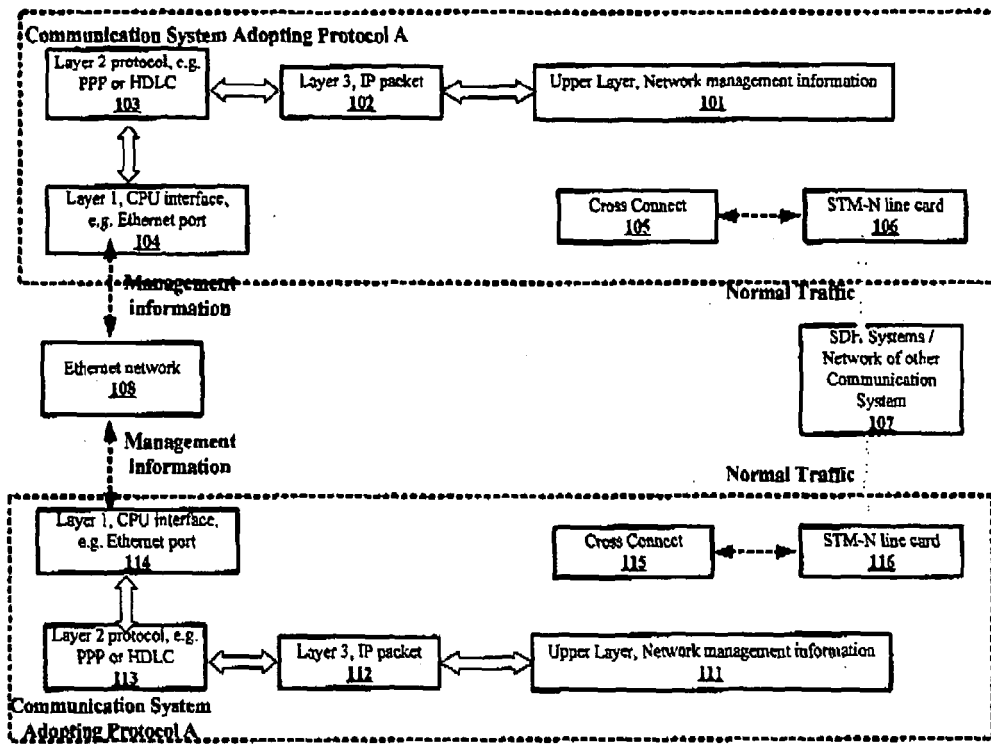 Communication System Adopting Protocol A
Layer 2 protocol, e.g.
PPP or HDLC
103
Layer 3, IP packet
102
Upper Layer, Network management information
101
Layer 1, CPU interface,
e.g. Ethernet port
104
Cross Connect
105
STM-N line card
106
Management
information
Normal Traffic
Ethernet network
108
SDH Systems /
Network of other
Communication
System
107
Management
Information
Normal Traffic
Layer 1, CPU interface,
e.g. Ethernet port
114
Cross Connect
115
STM-N line card
116
Layer 2 protocol, e.g.
PPP or HDLC
113
Layer 3, IP packet
112
Upper Layer, Network management information
111
Communication System
Adopting Protocol A